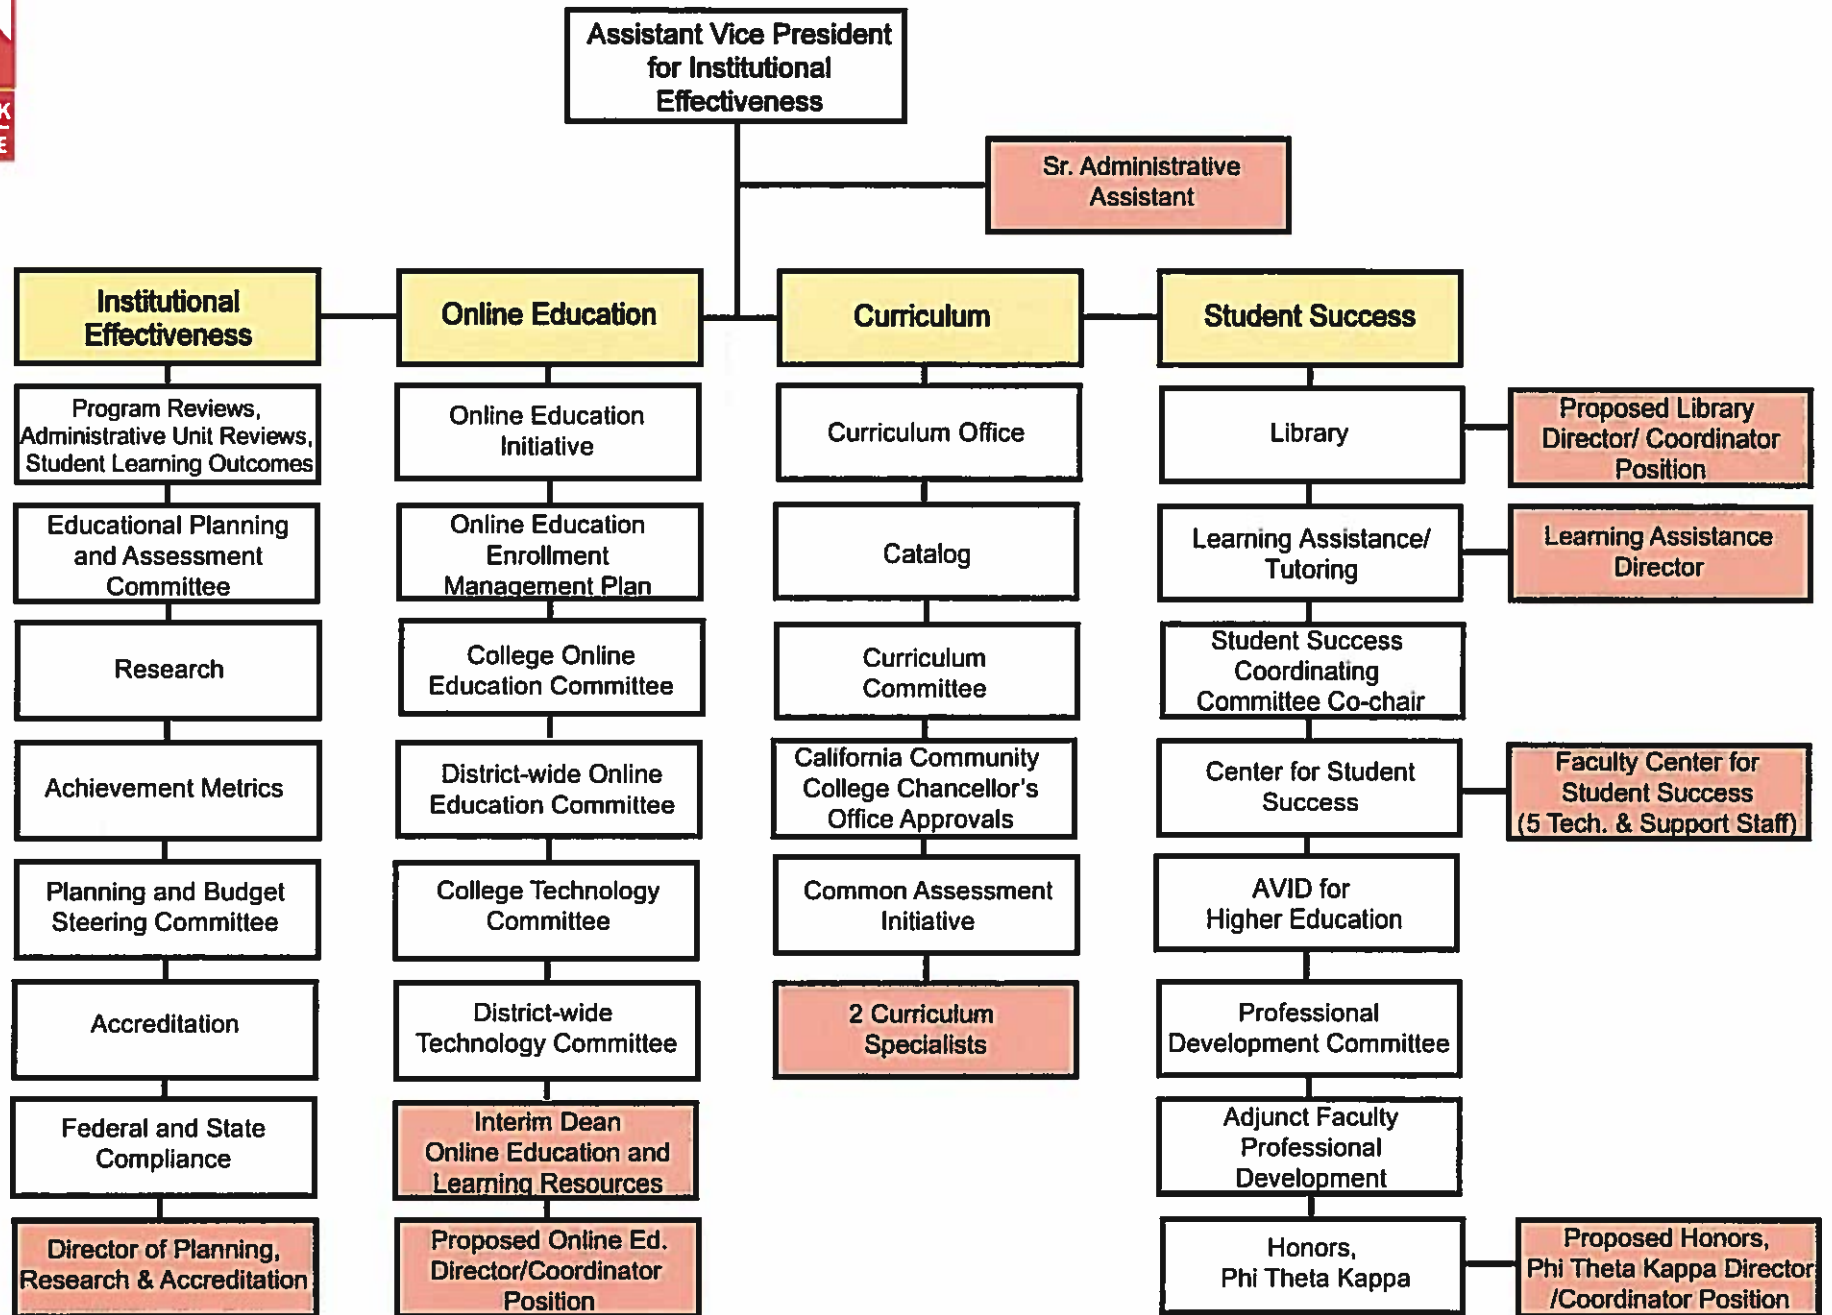 K
E
Assistant Vice President
for Institutional
Effectiveness
Sr. Administrative
Assistant
Institutional
Effectiveness
Online Education
Curriculum
Student Success
Program Reviews,
Administrative Unit Reviews,
Student Learning Outcomes
Educational Planning
and Assessment
Committee
Research
Achievement Metrics
Planning and Budget
Steering Committee
Accreditation
Federal and State
Compliance
Director of Planning,
Research & Accreditation
Online Education
Initiative
Online Education
Enrollment
Management Plan
College Online
Education Committee
District-wide Online
Education Committee
College Technology
Committee
District-wide
Technology Committee
Interim Dean
Online Education and
Learning Resources
Proposed Online Ed.
Director/Coordinator
Position
Curriculum Office
Catalog
Curriculum
Committee
California Community
College Chancellor's
Office Approvals
Common Assessment
Initiative
2 Curriculum
Specialists
Library
Proposed Library
Director/ Coordinator
Position
Learning Assistance/
Tutoring
Learning Assistance
Director
Student Success
Coordinating
Committee Co-chair
Center for Student
Success
Faculty Center for
Student Success
(5 Tech. & Support Staff)
AVID for
Higher Education
Professional
Development Committee
Adjunct Faculty
Professional
Development
Honors,
Phi Theta Kappa
Proposed Honors,
Phi Theta Kappa Director
/Coordinator Position